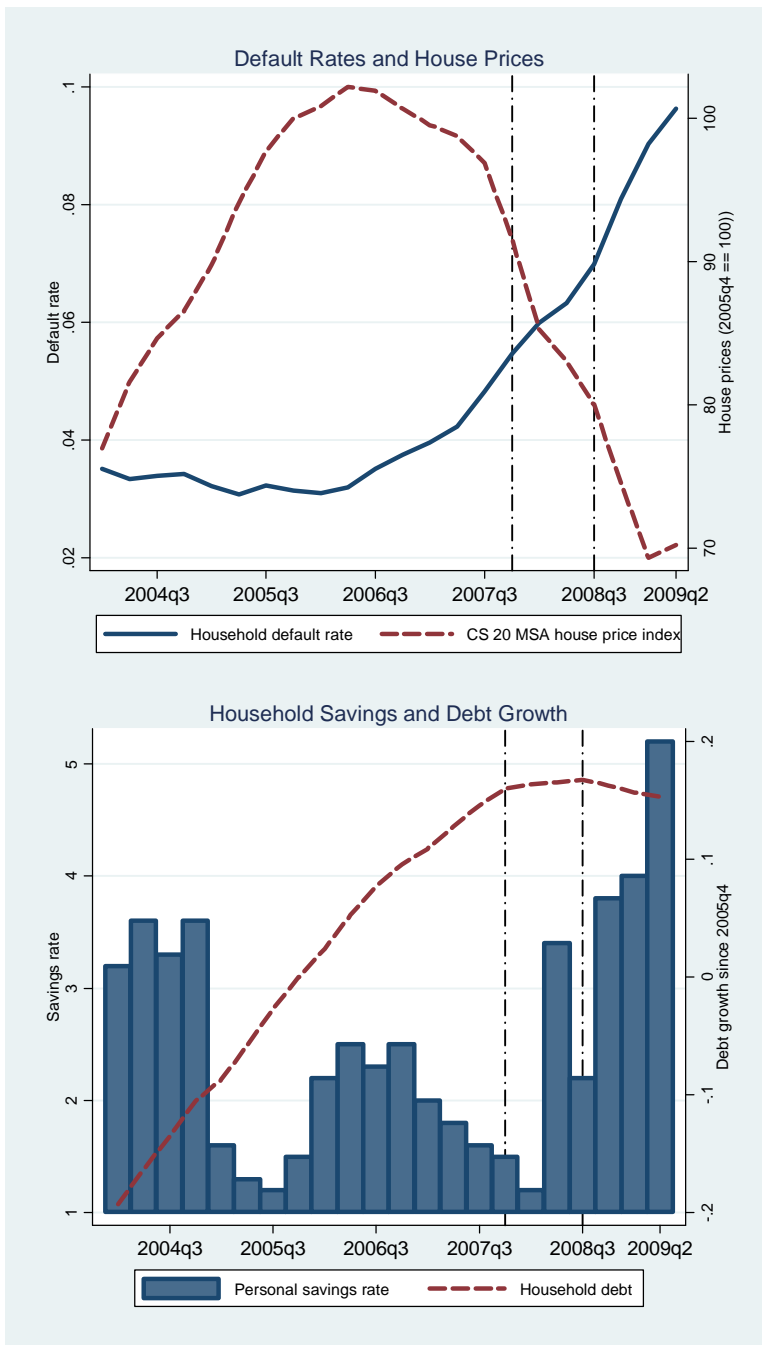 Default Rates and House Prices
.1
.08
.06
.04
.02
Default rate
100
90
80
70
House prices (2005q4 == 100))
2004q3 2005q3 2006q3 2007q3 2008q3 2009q2
Household default rate CS 20 MSA house price index
Household Savings and Debt Growth
5
4
3
2
1
Savings rate
.2
.1
0
-.1
-.2
Debt growth since 2005q4
2004q3 2005q3 2006q3 2007q3 2008q3 2009q2
Personal savings rate Household debt